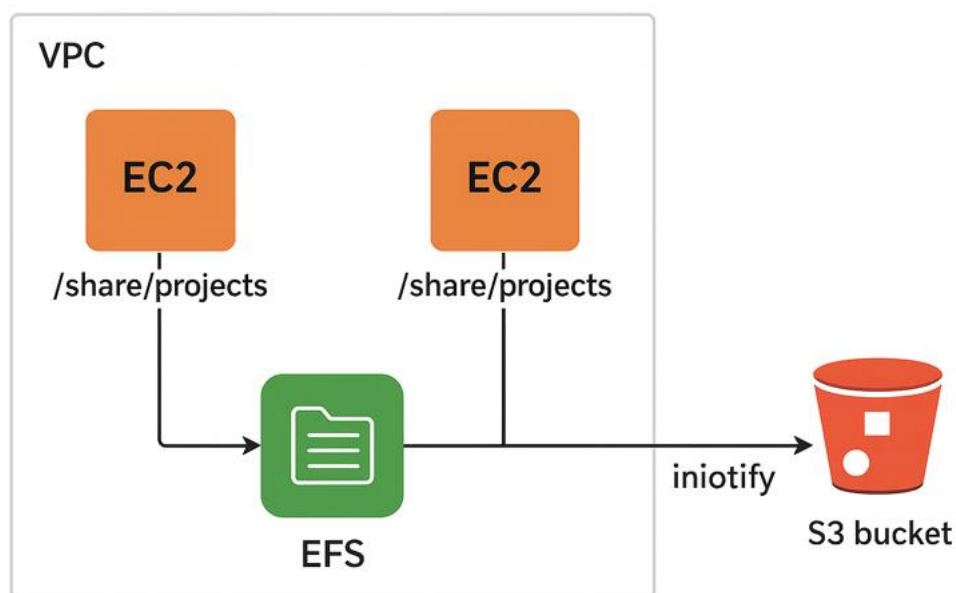 VPC
EC2
EC2
/share/projects
/share/projects
EFS
iniotify
S3 bucket